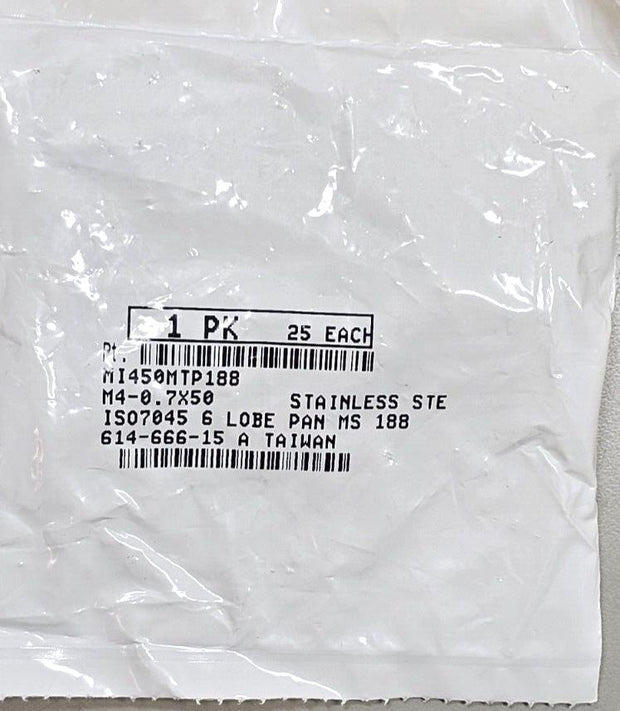 1 PK 25 EACH
Pt.
MI450MTP188
M4-0.7X50 STAINLESS STE
ISO7045 6 LOBE PAN MS 188
614-666-15 A TAIWAN